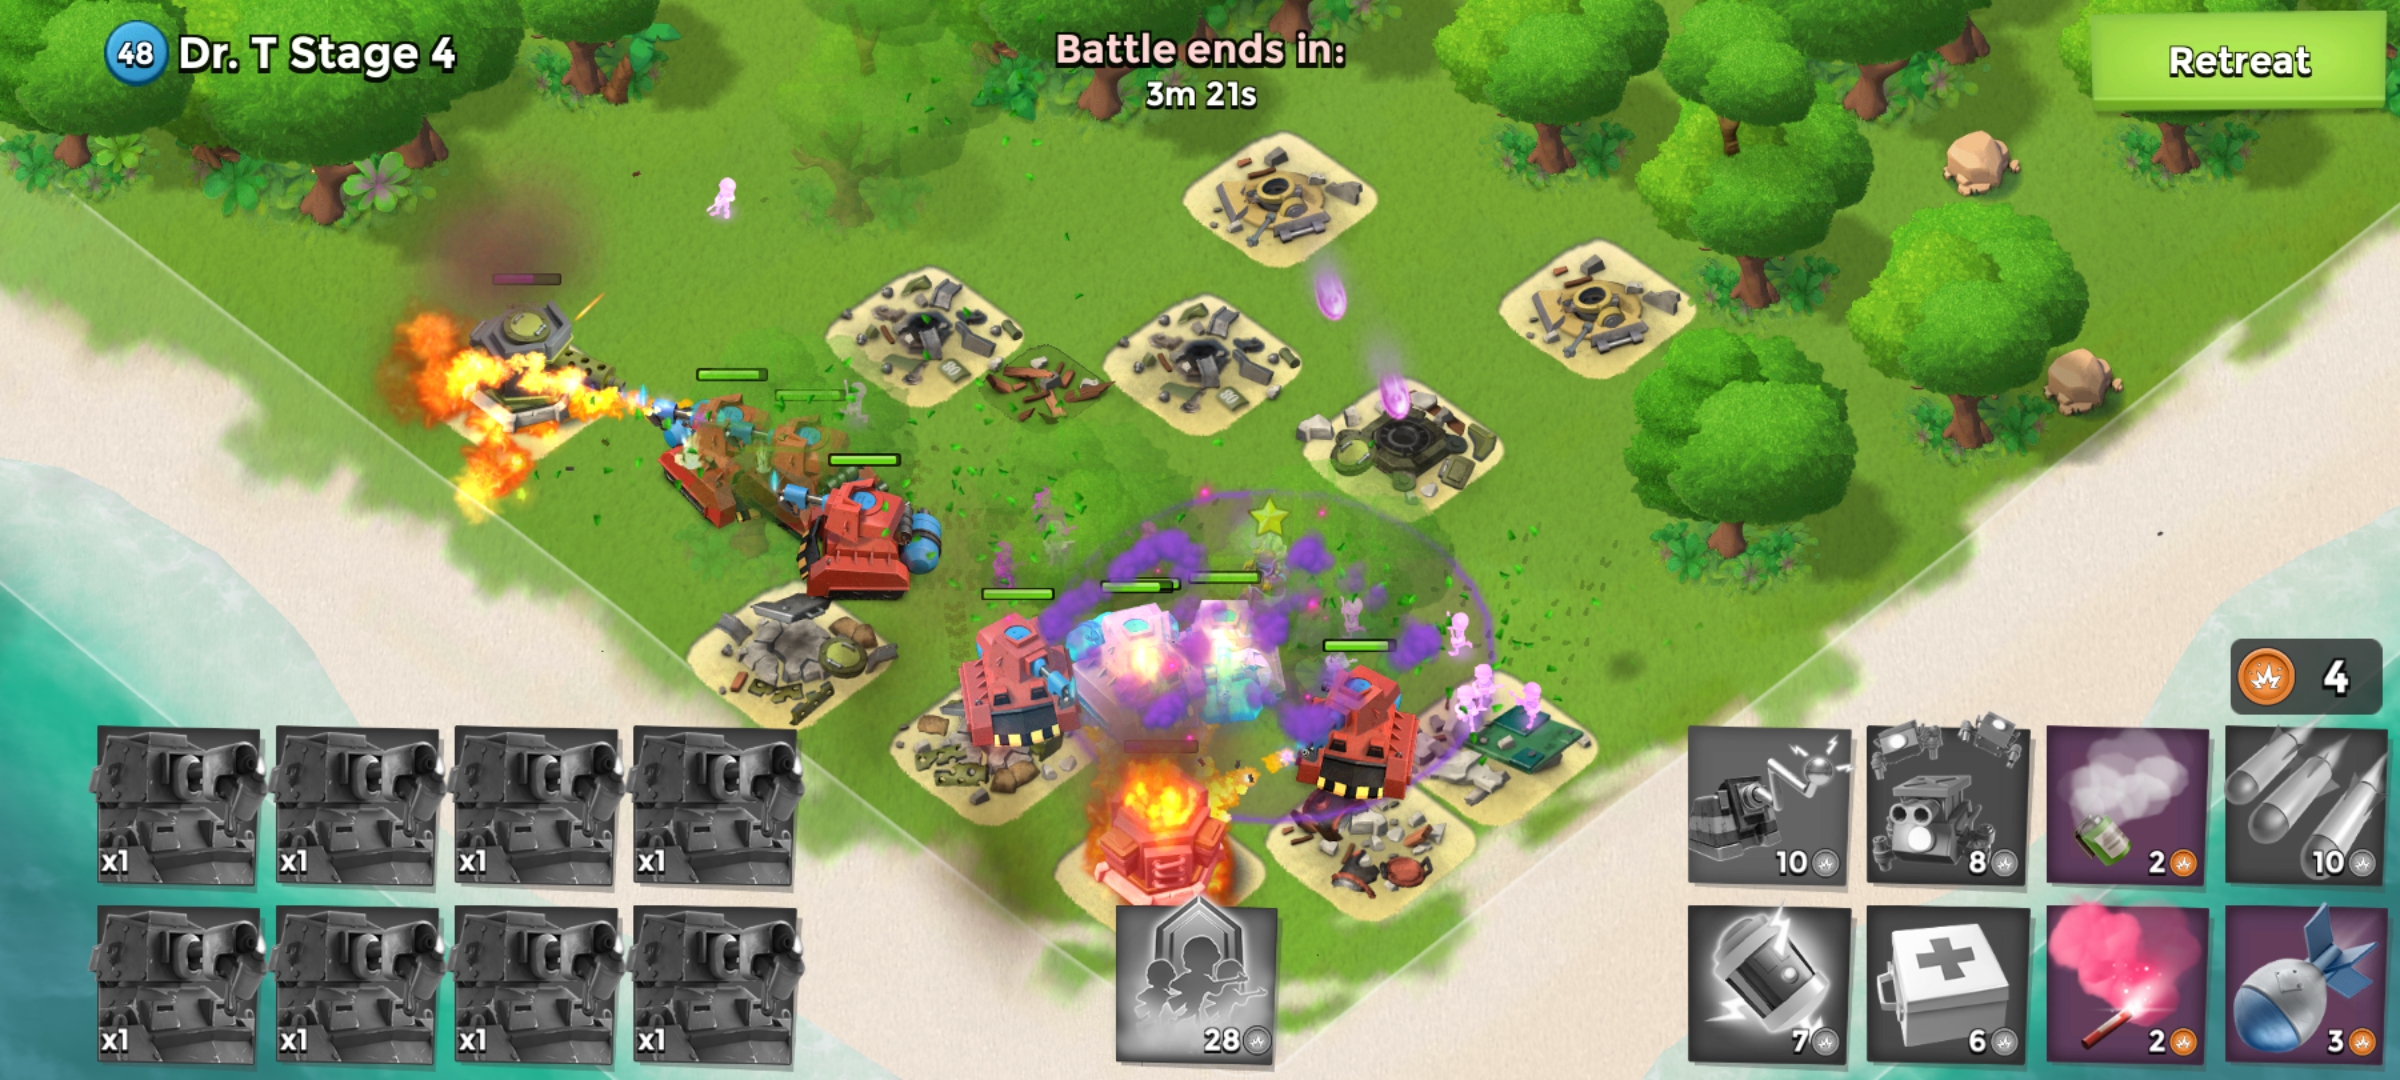 48 Dr. T Stage 4
Battle ends in:
3m 21s
Retreat
4
x1 x1 x1 x1
10 8 2 10
x1 x1 x1 x1
28
7 6 2 3